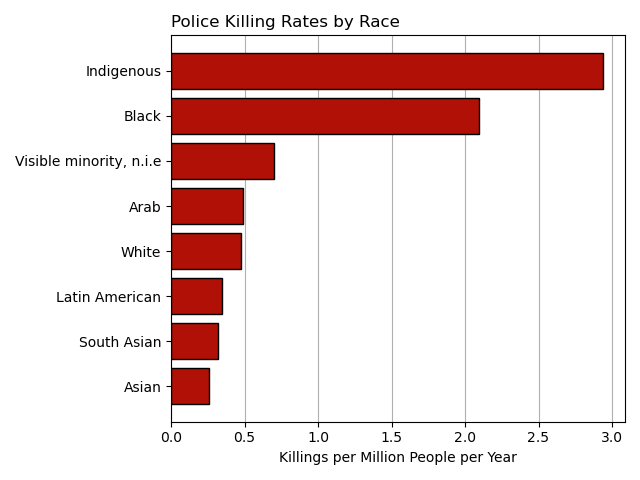 Police Killing Rates by Race
Indigenous
Black
Visible minority, n.i.e
Arab
White
Latin American
South Asian
Asian
0.0 0.5 1.0 1.5 2.0 2.5 3.0
Killings per Million People per Year